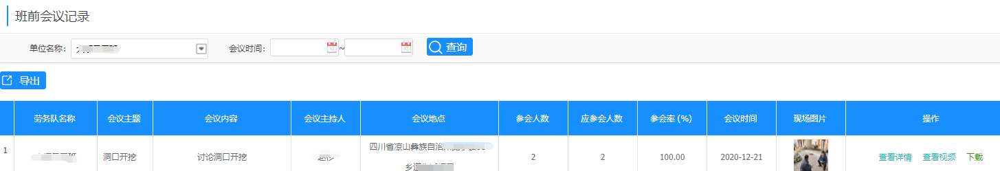 班前会议记录
单位名称： 会议时间： ~ 查询
导出
劳务队名称 会议主题 会议内容 会议主持人 会议地点 参会人数 应参会人数 参会率 (%) 会议时间 现场图片 操作
1 洞口开挖 讨论洞口开挖 四川省凉山彝族自治 2 2 100.00 2020-12-21 查看详情 查看视频 下载
乡